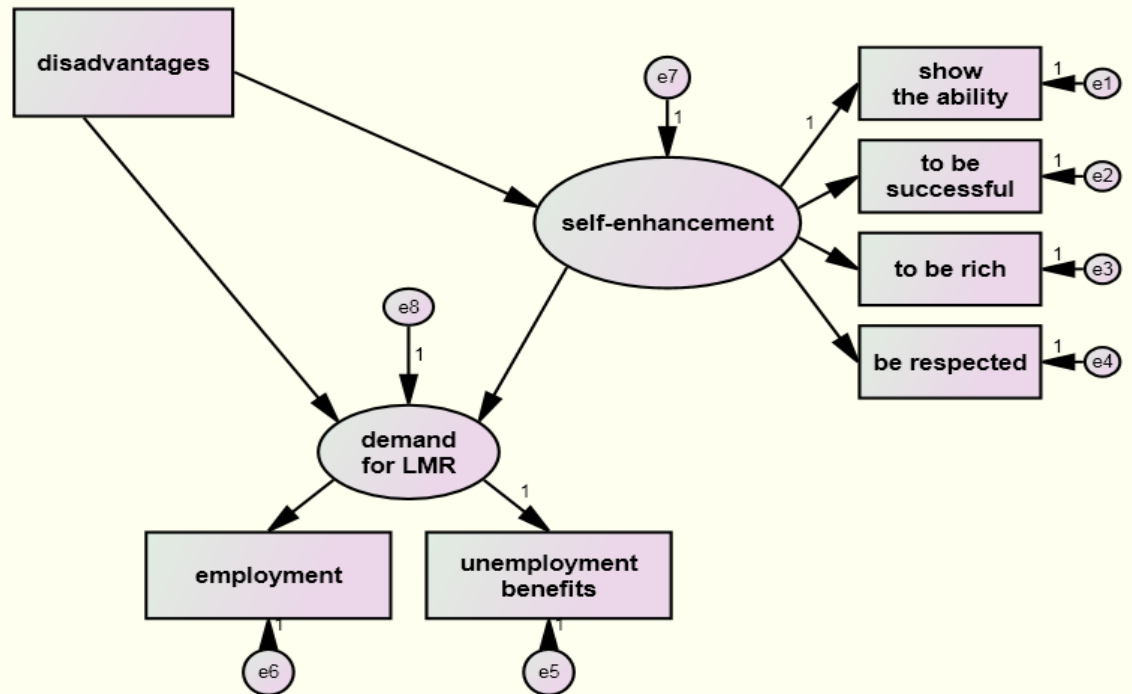 disadvantages
e7
1
show
the ability
1
e1
1
to be
successful
1
e2
self-enhancement
to be rich
1
e3
be respected
1
e4
e8
1
demand
for LMR
1
employment
unemployment
benefits
1
e6
1
e5